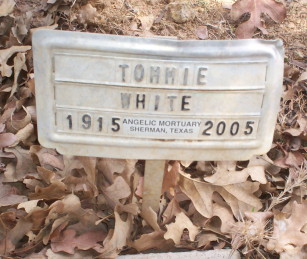 TOMMIE
WHITE
1915 ANGELIC MORTUARY 2005
SHERMAN, TEXAS